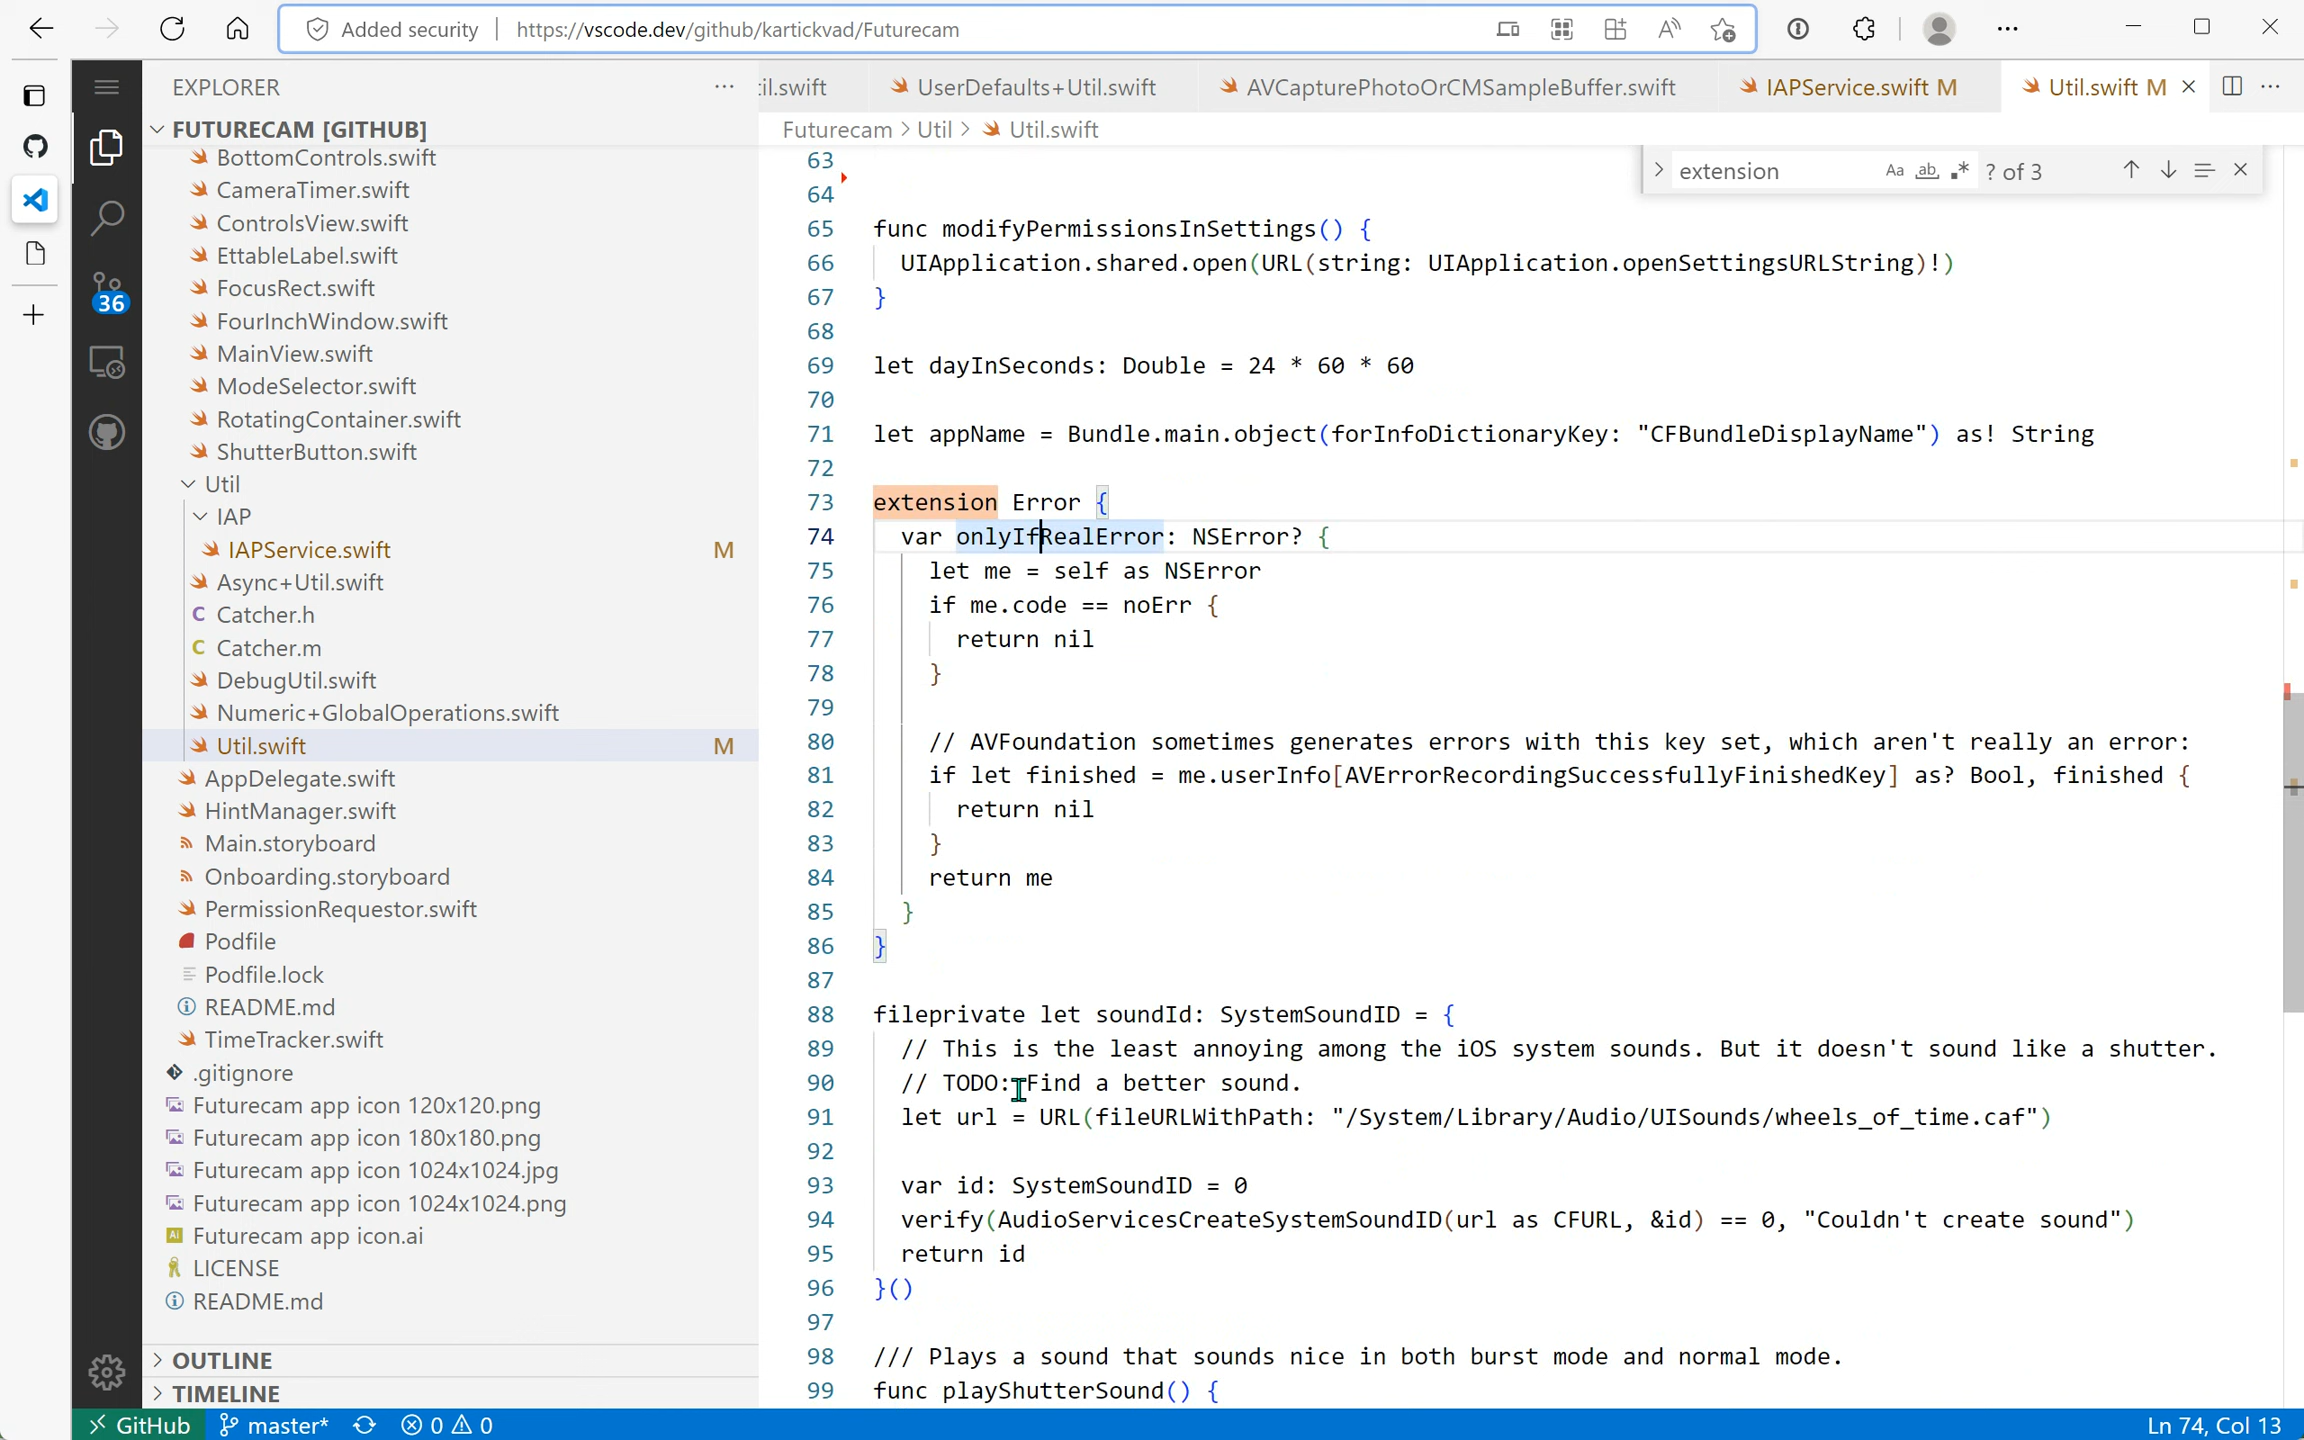 Added security
https://vscode.dev/github/kartickvad/Futurecam
EXPLORER
FUTURECAM [GITHUB]
BottomControls.swift
CameraTimer.swift
ControlsView.swift
EttableLabel.swift
FocusRect.swift
FourInchWindow.swift
MainView.swift
ModeSelector.swift
RotatingContainer.swift
ShutterButton.swift
Util
IAP
IAPService.swift M
Async+Util.swift
C Catcher.h
C Catcher.m
DebugUtil.swift
Numeric+GlobalOperations.swift
Util.swift M
AppDelegate.swift
HintManager.swift
Main.storyboard
Onboarding.storyboard
PermissionRequestor.swift
Podfile
Podfile.lock
README.md
TimeTracker.swift
.gitignore
Futurecam app icon 120x120.png
Futurecam app icon 180x180.png
Futurecam app icon 1024x1024.jpg
Futurecam app icon 1024x1024.png
Futurecam app icon.ai
LICENSE
README.md
OUTLINE
TIMELINE
36
til.swift
UserDefaults+Util.swift
AVCapturePhotoOrCMSampleBuffer.swift
IAPService.swift M
Util.swift M
Futurecam > Util > Util.swift
extension Aa ab ? of 3
63
64
65 func modifyPermissionsInSettings() {
66 UIApplication.shared.open(URL(string: UIApplication.openSettingsURLString)!)
67 }
68
69 let dayInSeconds: Double = 24 * 60 * 60
70
71 let appName = Bundle.main.object(forInfoDictionaryKey: "CFBundleDisplayName") as! String
72
73 extension Error {
74 var onlyIfRealError: NSError? {
75 let me = self as NSError
76 if me.code == noErr {
77 return nil
78 }
79
80 // AVFoundation sometimes generates errors with this key set, which aren't really an error:
81 if let finished = me.userInfo[AVErrorRecordingSuccessfullyFinishedKey] as? Bool, finished {
82 return nil
83 }
84 return me
85 }
86 }
87
88 fileprivate let soundId: SystemSoundID = {
89 // This is the least annoying among the iOS system sounds. But it doesn't sound like a shutter.
90 // TODO: Find a better sound.
91 let url = URL(fileURLWithPath: "/System/Library/Audio/UISounds/wheels_of_time.caf")
92
93 var id: SystemSoundID = 0
94 verify(AudioServicesCreateSystemSoundID(url as CFURL, &id) == 0, "Couldn't create sound")
95 return id
96 }()
97
98 /// Plays a sound that sounds nice in both burst mode and normal mode.
99 func playShutterSound() {
GitHub master* 0 0 Ln 74, Col 13